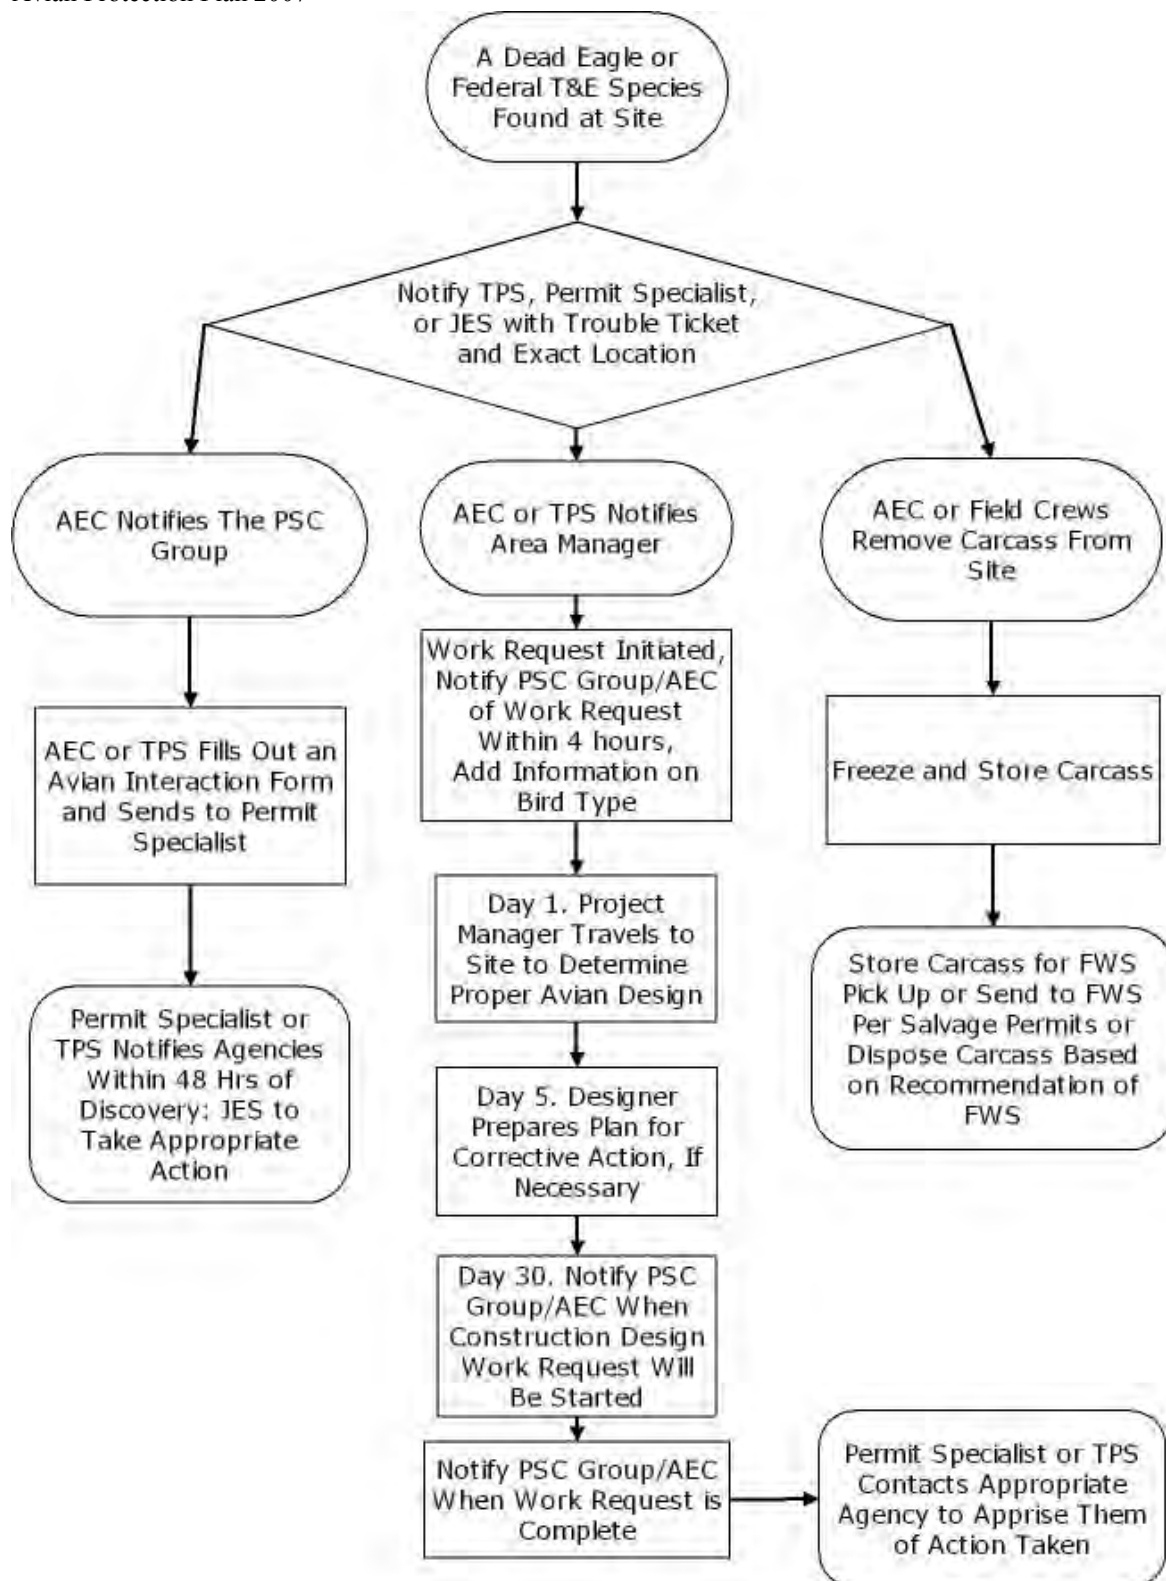 Avian Protection Plan 2007
A Dead Eagle or
Federal T&E Species
Found at Site
Notify TPS, Permit Specialist,
or JES with Trouble Ticket
and Exact Location
AEC Notifies The PSC
Group
AEC or TPS Notifies
Area Manager
AEC or Field Crews
Remove Carcass From
Site
AEC or TPS Fills Out an
Avian Interaction Form
and Sends to Permit
Specialist
Work Request Initiated,
Notify PSC Group/AEC
of Work Request
Within 4 hours,
Add Information on
Bird Type
Freeze and Store Carcass
Permit Specialist or
TPS Notifies Agencies
Within 48 Hrs of
Discovery: JES to
Take Appropriate
Action
Day 1. Project
Manager Travels to
Site to Determine
Proper Avian Design
Store Carcass for FWS
Pick Up or Send to FWS
Per Salvage Permits or
Dispose Carcass Based
on Recommendation of
FWS
Day 5. Designer
Prepares Plan for
Corrective Action, If
Necessary
Day 30. Notify PSC
Group/AEC When
Construction Design
Work Request Will
Be Started
Notify PSC Group/AEC
When Work Request is
Complete
Permit Specialist or TPS
Contacts Appropriate
Agency to Apprise Them
of Action Taken